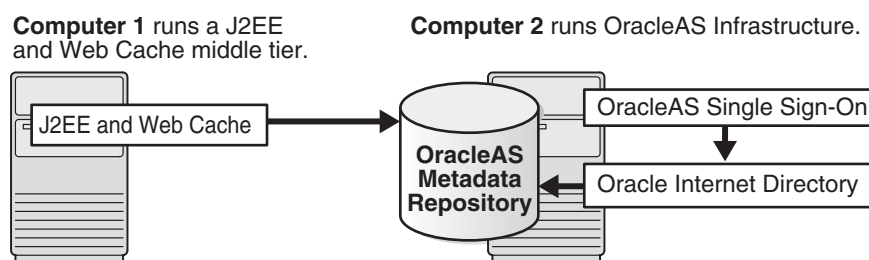 Computer 1 runs a J2EE
and Web Cache middle tier.
Computer 2 runs OracleAS Infrastructure.
J2EE and Web Cache
OracleAS
Metadata
Repository
OracleAS Single Sign-On
Oracle Internet Directory